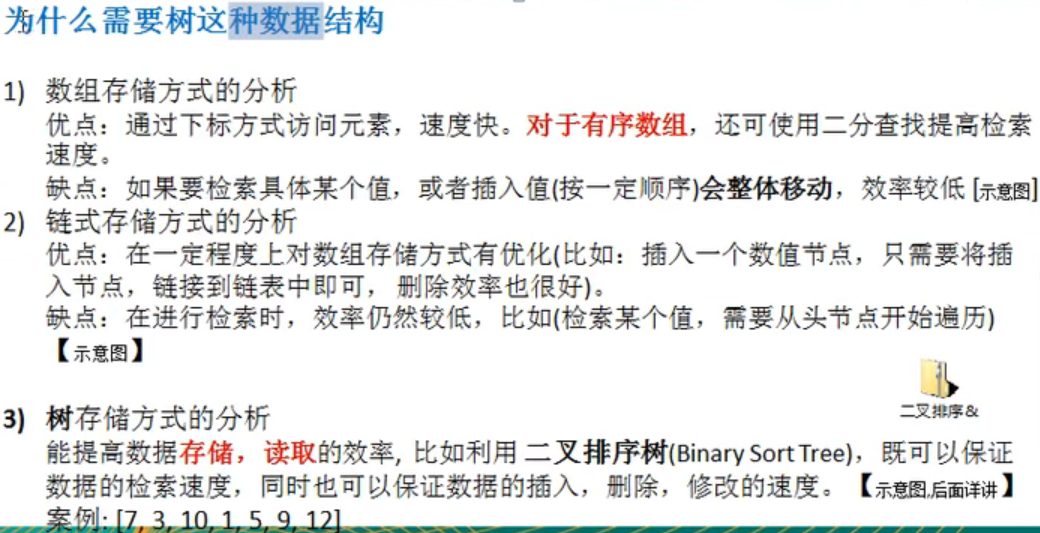 为什么需要树这种数据结构
1) 数组存储方式的分析
优点：通过下标方式访问元素，速度快。对于有序数组，还可使用二分查找提高检索
速度。
缺点：如果要检索具体某个值，或者插入值(按一定顺序)会整体移动，效率较低 [示意图]
2) 链式存储方式的分析
优点：在一定程度上对数组存储方式有优化(比如：插入一个数值节点，只需要将插
入节点，链接到链表中即可， 删除效率也很好)。
缺点：在进行检索时，效率仍然较低，比如(检索某个值，需要从头节点开始遍历)
【示意图】
二叉排序&
3) 树存储方式的分析
能提高数据存储，读取的效率, 比如利用 二叉排序树(Binary Sort Tree)，既可以保证
数据的检索速度，同时也可以保证数据的插入，删除，修改的速度。【示意图,后面详讲】
案例: [7, 3, 10, 1, 5, 9, 12]